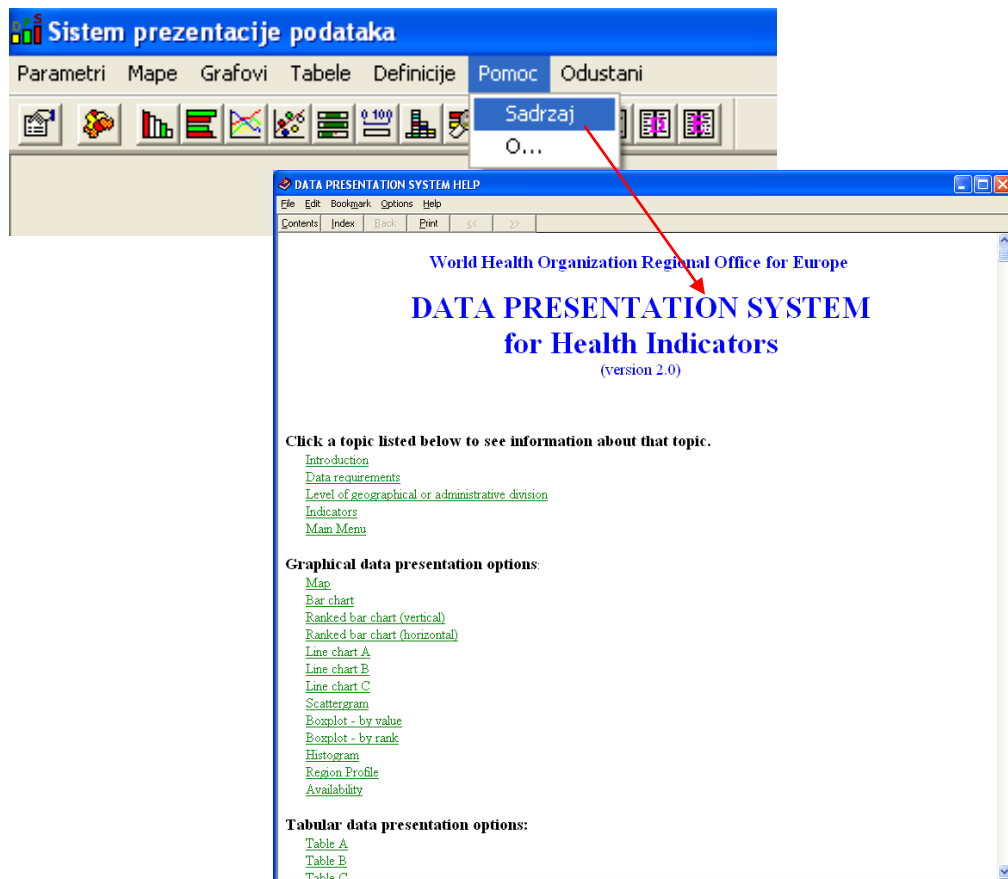 Sistem prezentacije podataka
Parametri Mape Grafovi Tabele Definicije Pomoc Odustani
Sadrzaj
O...
DATA PRESENTATION SYSTEM HELP
File Edit Bookmark Options Help
Contents Index Back Print << >>
World Health Organization Regional Office for Europe
DATA PRESENTATION SYSTEM
for Health Indicators
(version 2.0)
Click a topic listed below to see information about that topic.
Introduction
Data requirements
Level of geographical or administrative division
Indicators
Main Menu
Graphical data presentation options:
Map
Bar chart
Ranked bar chart (vertical)
Ranked bar chart (horizontal)
Line chart A
Line chart B
Line chart C
Scattergram
Boxplot - by value
Boxplot - by rank
Histogram
Region Profile
Availability
Tabular data presentation options:
Table A
Table B
Table C